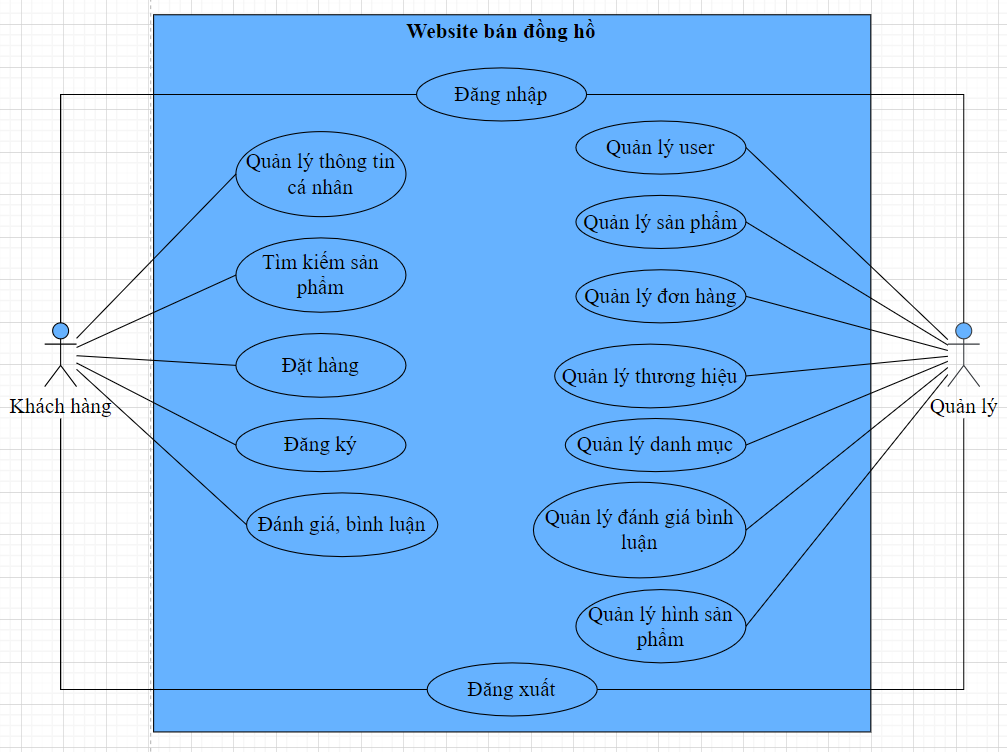 Website bán đồng hồ
Đăng nhập
Quản lý thông tin
cá nhân
Tìm kiếm sản
phẩm
Đặt hàng
Đăng ký
Đánh giá, bình luận
Khách hàng
Quản lý user
Quản lý sản phẩm
Quản lý đơn hàng
Quản lý thương hiệu
Quản lý danh mục
Quản lý đánh giá bình
luận
Quản lý hình sản
phẩm
Quản lý
Đăng xuất